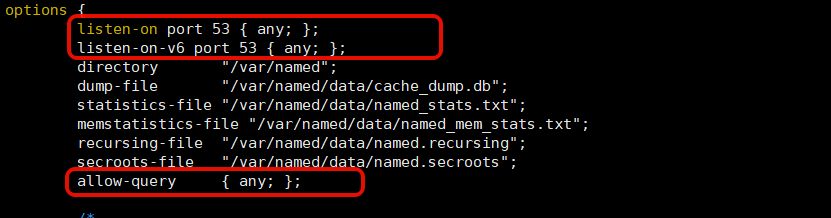 options {
listen-on port 53 { any; };
listen-on-v6 port 53 { any; };
directory "/var/named";
dump-file "/var/named/data/cache_dump.db";
statistics-file "/var/named/data/named_stats.txt";
memstatistics-file "/var/named/data/named_mem_stats.txt";
recursing-file "/var/named/data/named.recursing";
secroots-file "/var/named/data/named.secroots";
allow-query { any; };
/*